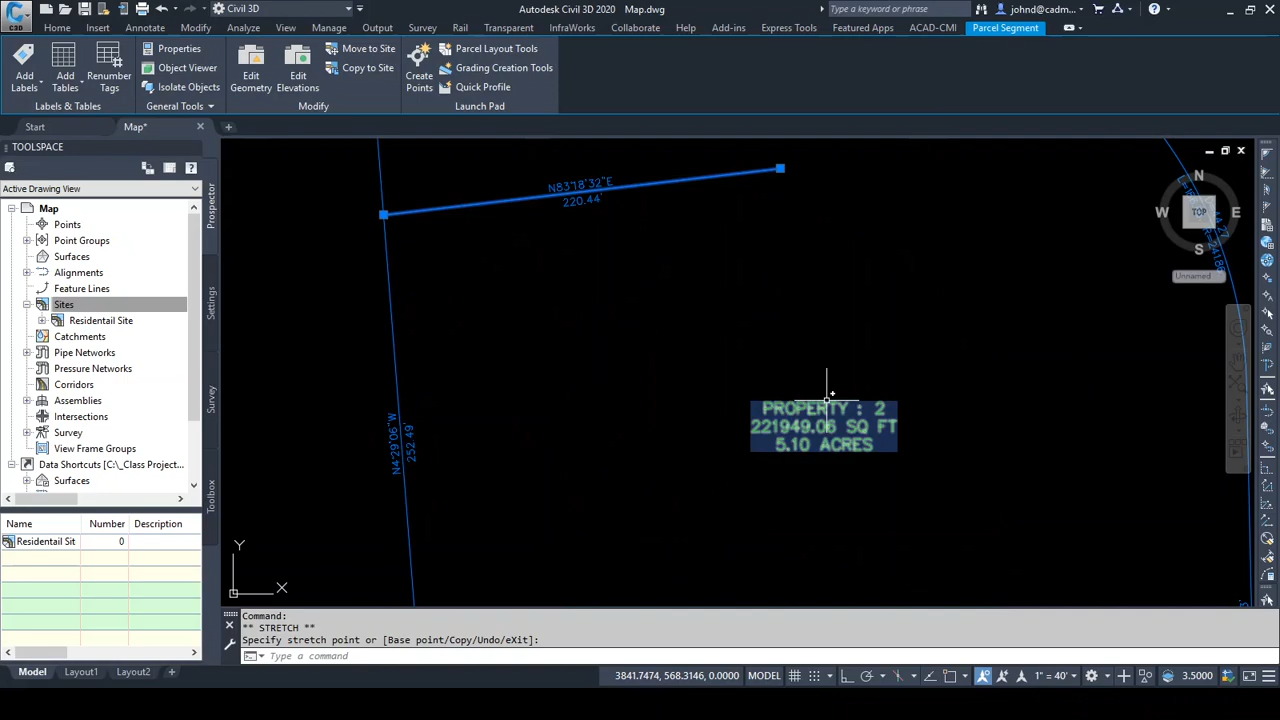 C3D
Civil 3D
Autodesk Civil 3D 2020 Map.dwg
Type a keyword or phrase
johnd@cadm...
Home
Insert
Annotate
Modify
Analyze
View
Manage
Output
Survey
Rail
Transparent
InfraWorks
Collaborate
Help
Add-ins
Express Tools
Featured Apps
ACAD-CMI
Parcel Segment
Add Labels
Add Tables
Renumber Tags
Properties
Object Viewer
Isolate Objects
Edit Geometry
Edit Elevations
Move to Site
Copy to Site
Create Points
Parcel Layout Tools
Grading Creation Tools
Quick Profile
Labels & Tables
General Tools
Modify
Launch Pad
Start
Map*
TOOLSPACE
Active Drawing View
Map
Points
Point Groups
Surfaces
Alignments
Feature Lines
Sites
Residentail Site
Catchments
Pipe Networks
Pressure Networks
Corridors
Assemblies
Intersections
Survey
View Frame Groups
Data Shortcuts [C:\_Class Project...
Surfaces
Prospector
Settings
Survey
Toolbox
Name Number Description
Residentail Sit 0
N83°18'32"E
220.44'
N4°29'06"W
252.49'
PROPERTY : 2
221949.06 SQ FT
5.10 ACRES
N
W
TOP
E
S
Unnamed
Y
X
Command:
** STRETCH **
Specify stretch point or [Base point/Copy/Undo/eXit]:
Type a command
Model
Layout1
Layout2
3841.7474, 568.3146, 0.0000
MODEL
1" = 40'
3.5000